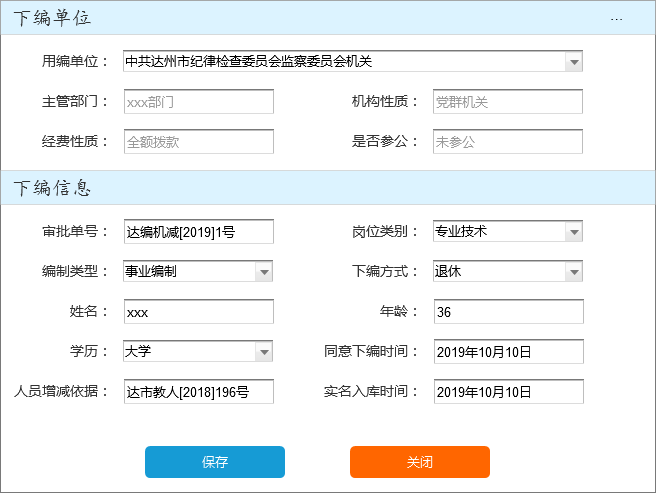 下编单位 ...
用编单位： 中共达州市纪律检查委员会监察委员会机关
主管部门： xxx部门 机构性质： 党群机关
经费性质： 全额拨款 是否参公： 未参公
下编信息
审批单号： 达编机减[2019]1号 岗位类别： 专业技术
编制类型： 事业编制 下编方式： 退休
姓名： xxx 年龄： 36
学历： 大学 同意下编时间： 2019年10月10日
人员增减依据： 达市教人[2018]196号 实名入库时间： 2019年10月10日
保存 关闭